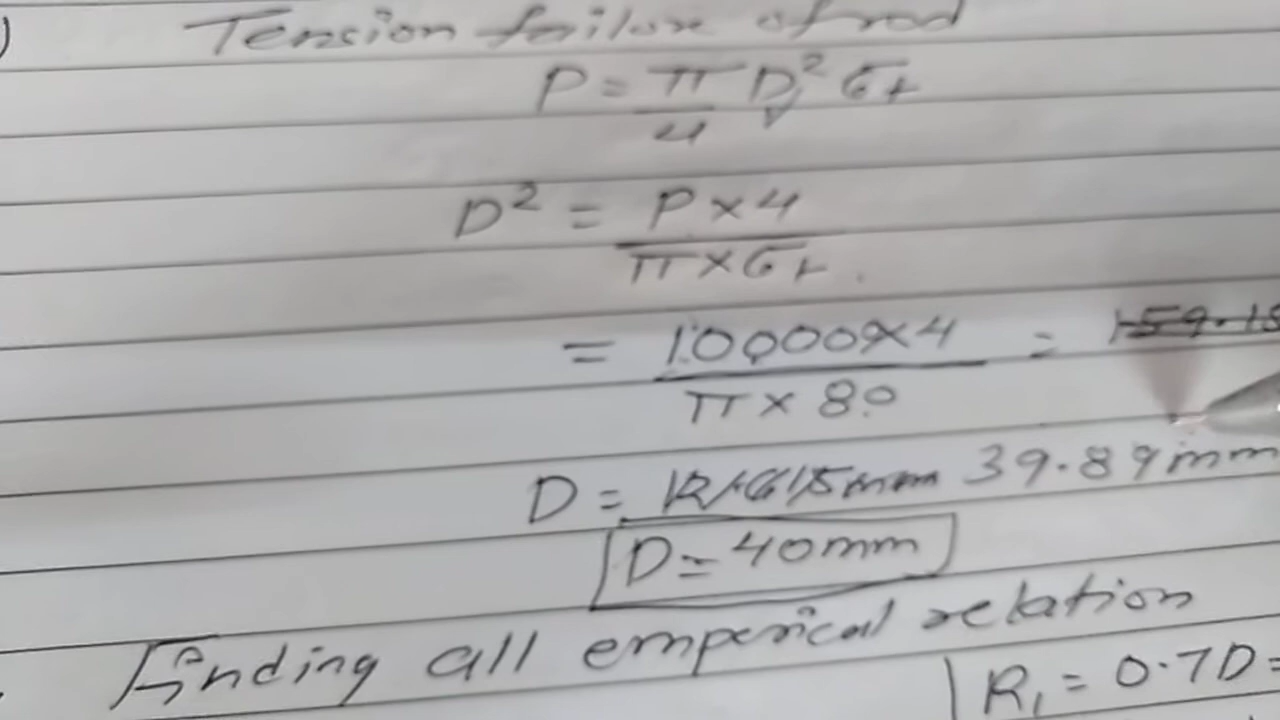 )
Tension failure of rod
P = π/4 D² σt
D² = P × 4 / π × σt
= 100000 × 4 / π × 80 =
D = 39.89mm
D = 40mm
Finding all emperical relation
R₁ = 0.7D =